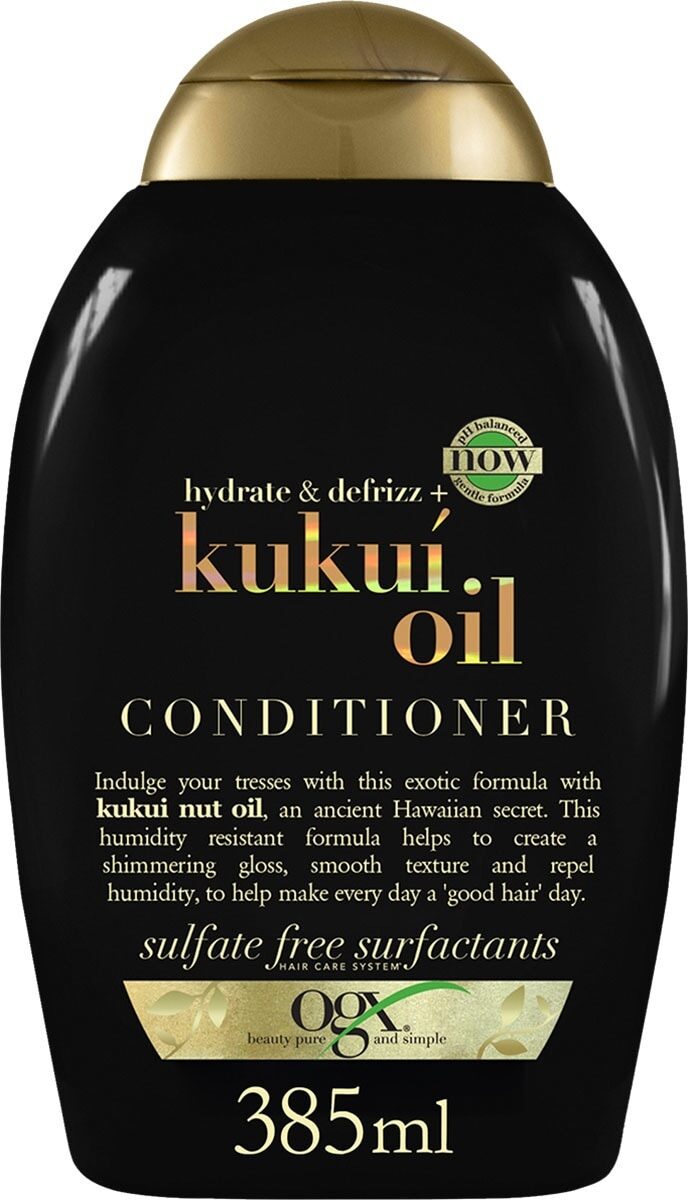 pH balanced
now
gentle formula
hydrate & defrizz +
kukuí
oil
CONDITIONER
Indulge your tresses with this exotic formula with
kukui nut oil, an ancient Hawaiian secret. This
humidity resistant formula helps to create a
shimmering gloss, smooth texture and repel
humidity, to help make every day a 'good hair' day.
sulfate free surfactants
HAIR CARE SYSTEM™
ogx®
beauty pure and simple
385ml